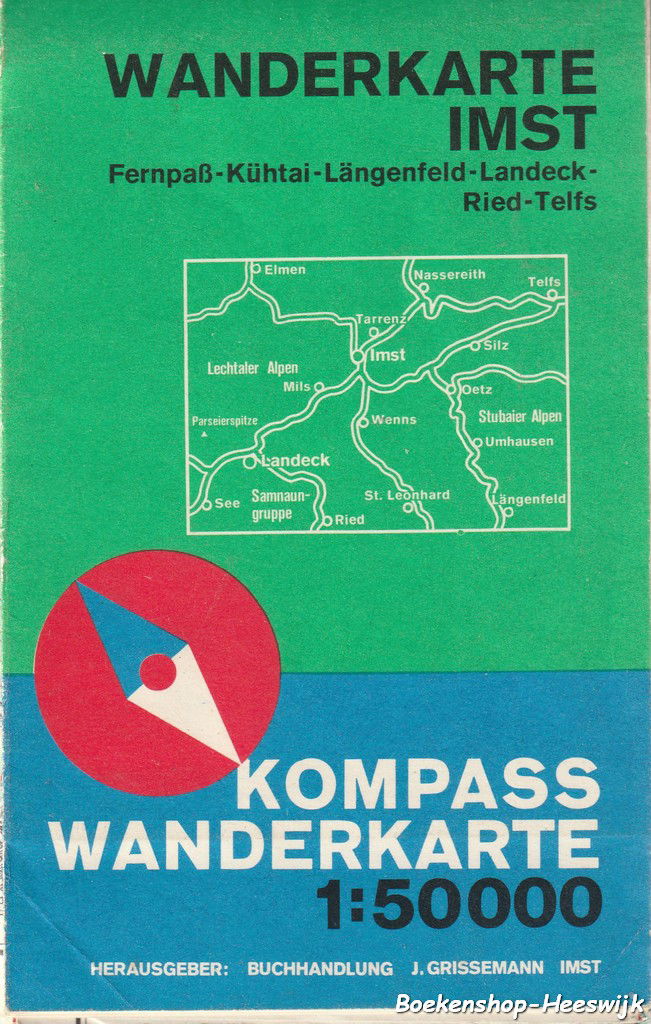 WANDERKARTE
IMST
Fernpaß-Kühtai-Längenfeld-Landeck-
Ried-Telfs
Elmen
Nassereith
Telfs
Tarrenz
Imst
Silz
Lechtaler Alpen
Mils
Oetz
Parseierspitze
Wenns
Stubaier Alpen
Umhausen
Landeck
See
Samnaun-
gruppe
St. Leonhard
Längenfeld
Ried
KOMPASS
WANDERKARTE
1:50000
HERAUSGEBER: BUCHHANDLUNG J. GRISSEMANN IMST
Boekenshop-Heeswijk